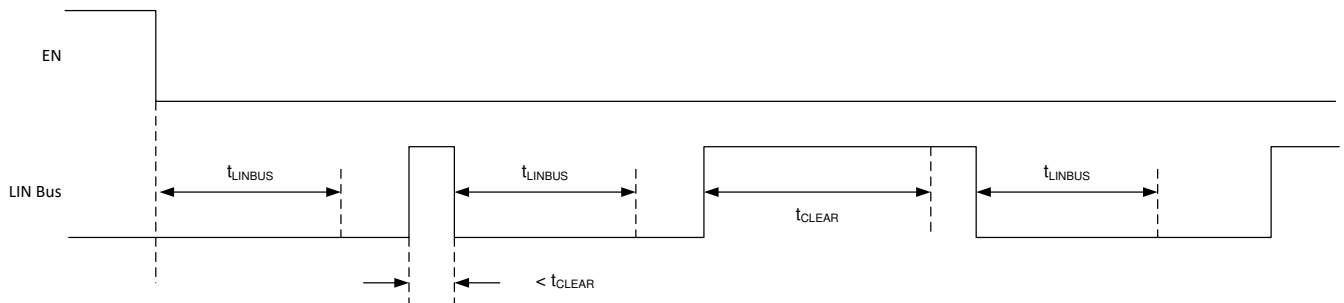 EN
LIN Bus
tLINBUS
tLINBUS
tCLEAR
tLINBUS
< tCLEAR